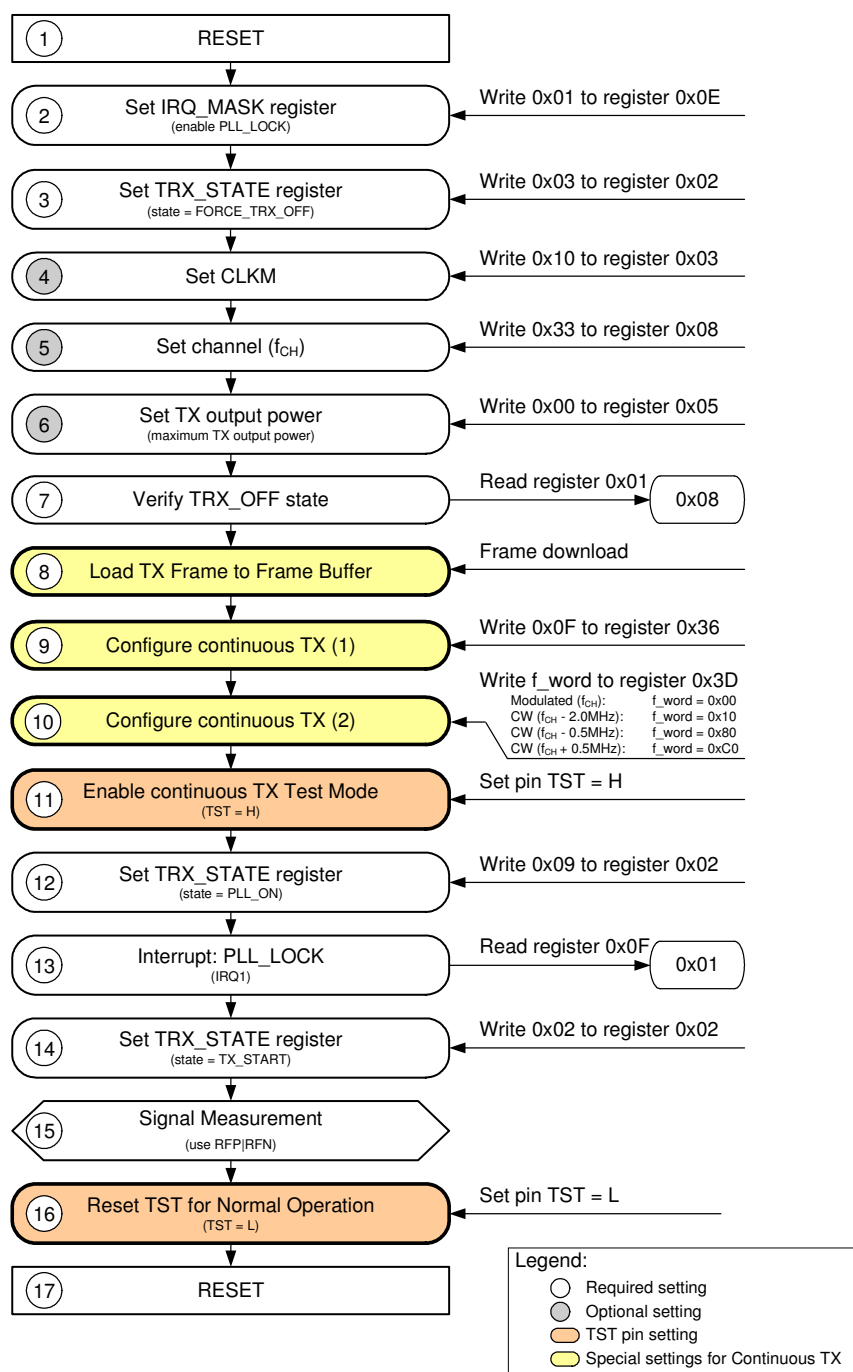 1 RESET
2 Set IRQ_MASK register Write 0x01 to register 0x0E
(enable PLL_LOCK)
3 Set TRX_STATE register Write 0x03 to register 0x02
(state = FORCE_TRX_OFF)
4 Set CLKM Write 0x10 to register 0x03
5 Set channel (fCH) Write 0x33 to register 0x08
6 Set TX output power Write 0x00 to register 0x05
(maximum TX output power)
7 Verify TRX_OFF state Read register 0x01 0x08
8 Load TX Frame to Frame Buffer Frame download
9 Configure continuous TX (1) Write 0x0F to register 0x36
Write f_word to register 0x3D
Modulated (fCH): f_word = 0x00
CW (fCH - 2.0MHz): f_word = 0x10
10 Configure continuous TX (2) CW (fCH - 0.5MHz): f_word = 0x80
CW (fCH + 0.5MHz): f_word = 0xC0
11 Enable continuous TX Test Mode Set pin TST = H
(TST = H)
12 Set TRX_STATE register Write 0x09 to register 0x02
(state = PLL_ON)
13 Interrupt: PLL_LOCK Read register 0x0F 0x01
(IRQ1)
14 Set TRX_STATE register Write 0x02 to register 0x02
(state = TX_START)
15 Signal Measurement
(use RFP|RFN)
16 Reset TST for Normal Operation Set pin TST = L
(TST = L)
17 RESET
Legend:
Required setting
Optional setting
TST pin setting
Special settings for Continuous TX